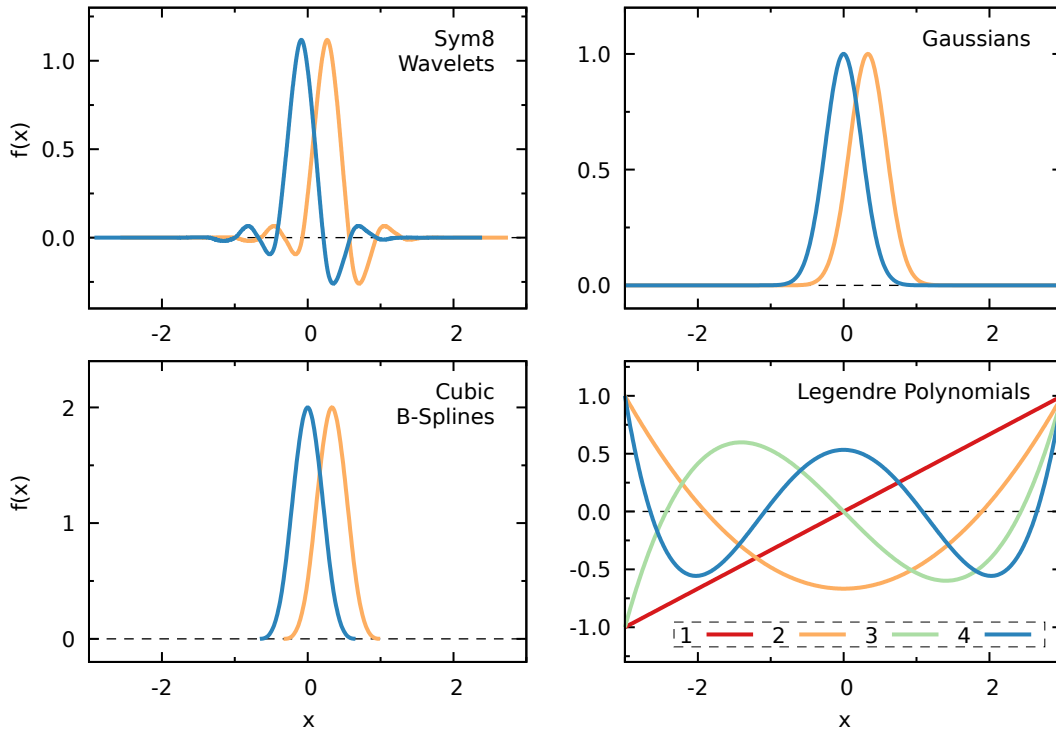 Sym8
Wavelets
f(x)
1.0
0.5
0.0
-2
0
2
Gaussians
1.0
0.5
0.0
-2
0
2
Cubic
B-Splines
f(x)
2
1
0
-2
0
2
x
Legendre Polynomials
1.0
0.5
0.0
-0.5
-1.0
1 2 3 4
-2
0
2
x